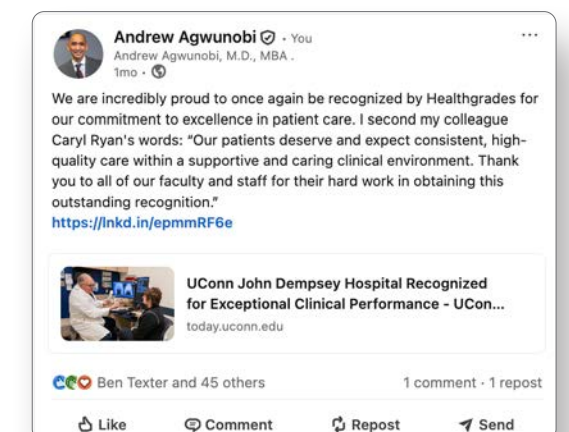 Andrew Agwunobi · You
Andrew Agwunobi, M.D., MBA .
1mo ·
We are incredibly proud to once again be recognized by Healthgrades for
our commitment to excellence in patient care. I second my colleague
Caryl Ryan's words: “Our patients deserve and expect consistent, high-
quality care within a supportive and caring clinical environment. Thank
you to all of our faculty and staff for their hard work in obtaining this
outstanding recognition.”
https://lnkd.in/epmmRF6e
UConn John Dempsey Hospital Recognized
for Exceptional Clinical Performance - UCon...
today.uconn.edu
Ben Texter and 45 others 1 comment · 1 repost
Like Comment Repost Send